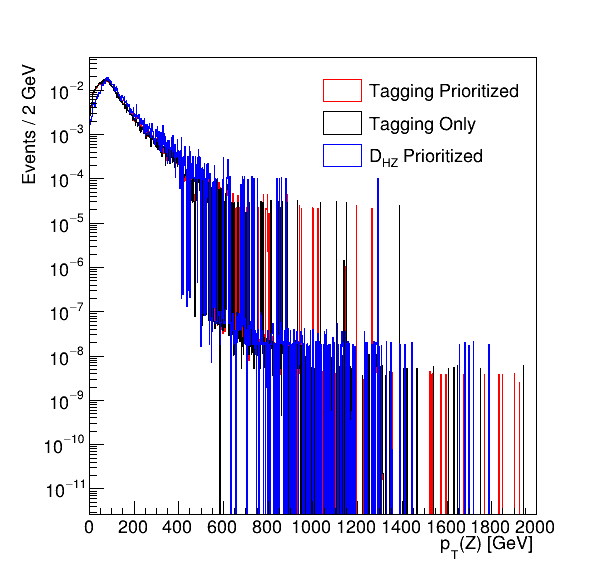 Events / 2 GeV
10⁻²
10⁻³
10⁻⁴
10⁻⁵
10⁻⁶
10⁻⁷
10⁻⁸
10⁻⁹
10⁻¹⁰
10⁻¹¹
Tagging Prioritized
Tagging Only
D_HZ Prioritized
0 200 400 600 800 1000 1200 1400 1600 1800 2000
p_T(Z) [GeV]